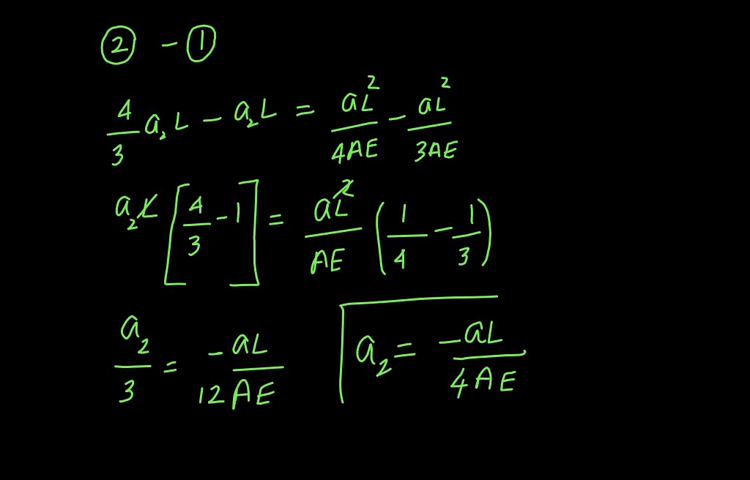 ② - ①
4/3 a₂L - a₂L = aL²/4AE - aL²/3AE
a₂L [4/3 - 1] = aL²/AE (1/4 - 1/3)
a₂/3 = -aL/12AE   a₂ = -aL/4AE